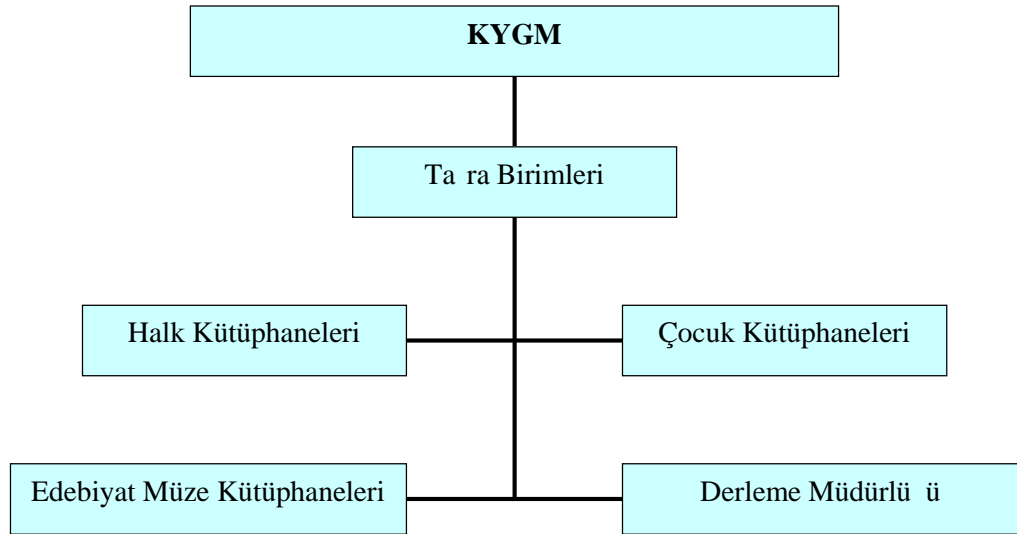 KYGM
Ta ra Birimleri
Halk Kütüphaneleri
Çocuk Kütüphaneleri
Edebiyat Müze Kütüphaneleri
Derleme Müdürlü ü